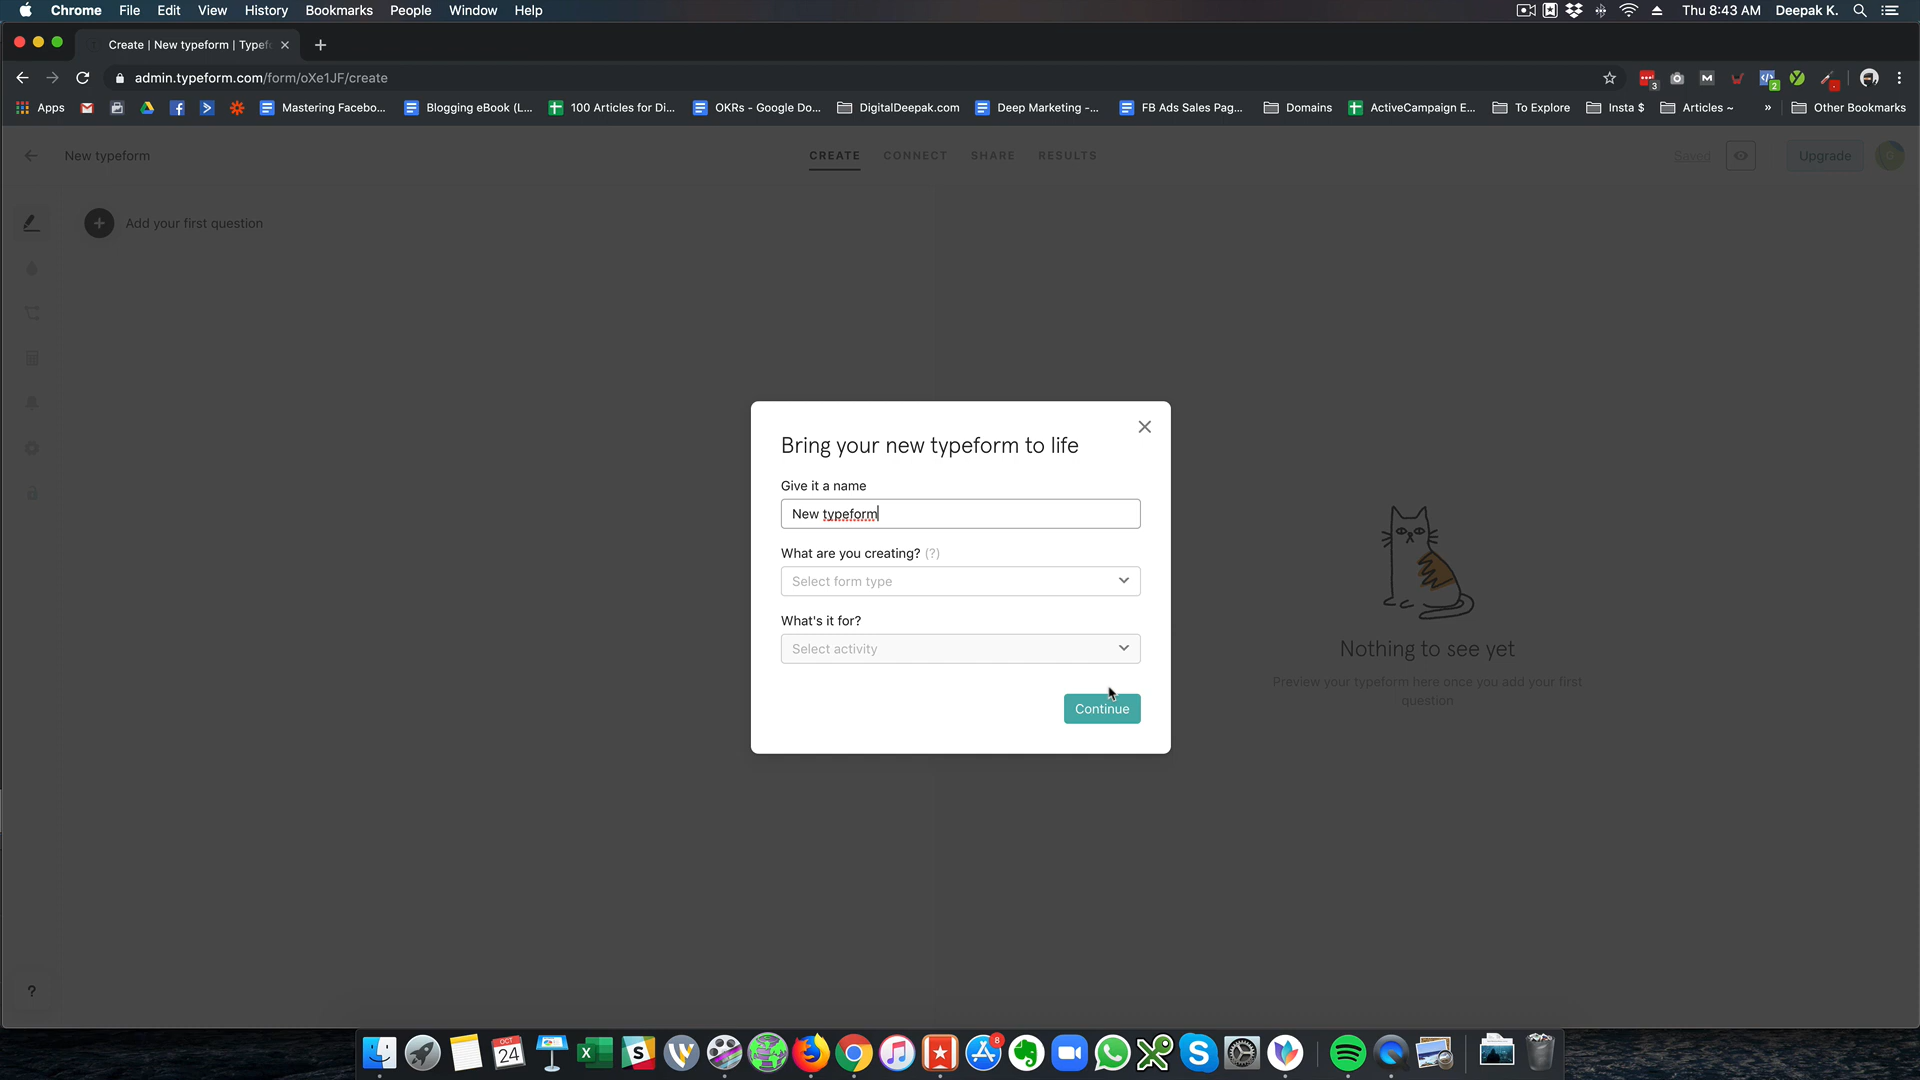 Chrome File Edit View History Bookmarks People Window Help Thu 8:43 AM Deepak K.
Create | New typeform | Typef
admin.typeform.com/form/oXe1JF/create
3 M 2
Apps Mastering Facebo... Blogging eBook (L... 100 Articles for Di... OKRs - Google Do... DigitalDeepak.com Deep Marketing -... FB Ads Sales Pag... Domains ActiveCampaign E... To Explore Insta $ Articles ~ » Other Bookmarks
New typeform CREATE CONNECT SHARE RESULTS Saved Upgrade
Add your first question
Bring your new typeform to life
Give it a name
New typeform
What are you creating? (?)
Select form type
What's it for?
Select activity
Continue
Nothing to see yet
Preview your typeform here once you add your first
question
?
OCT
24
8